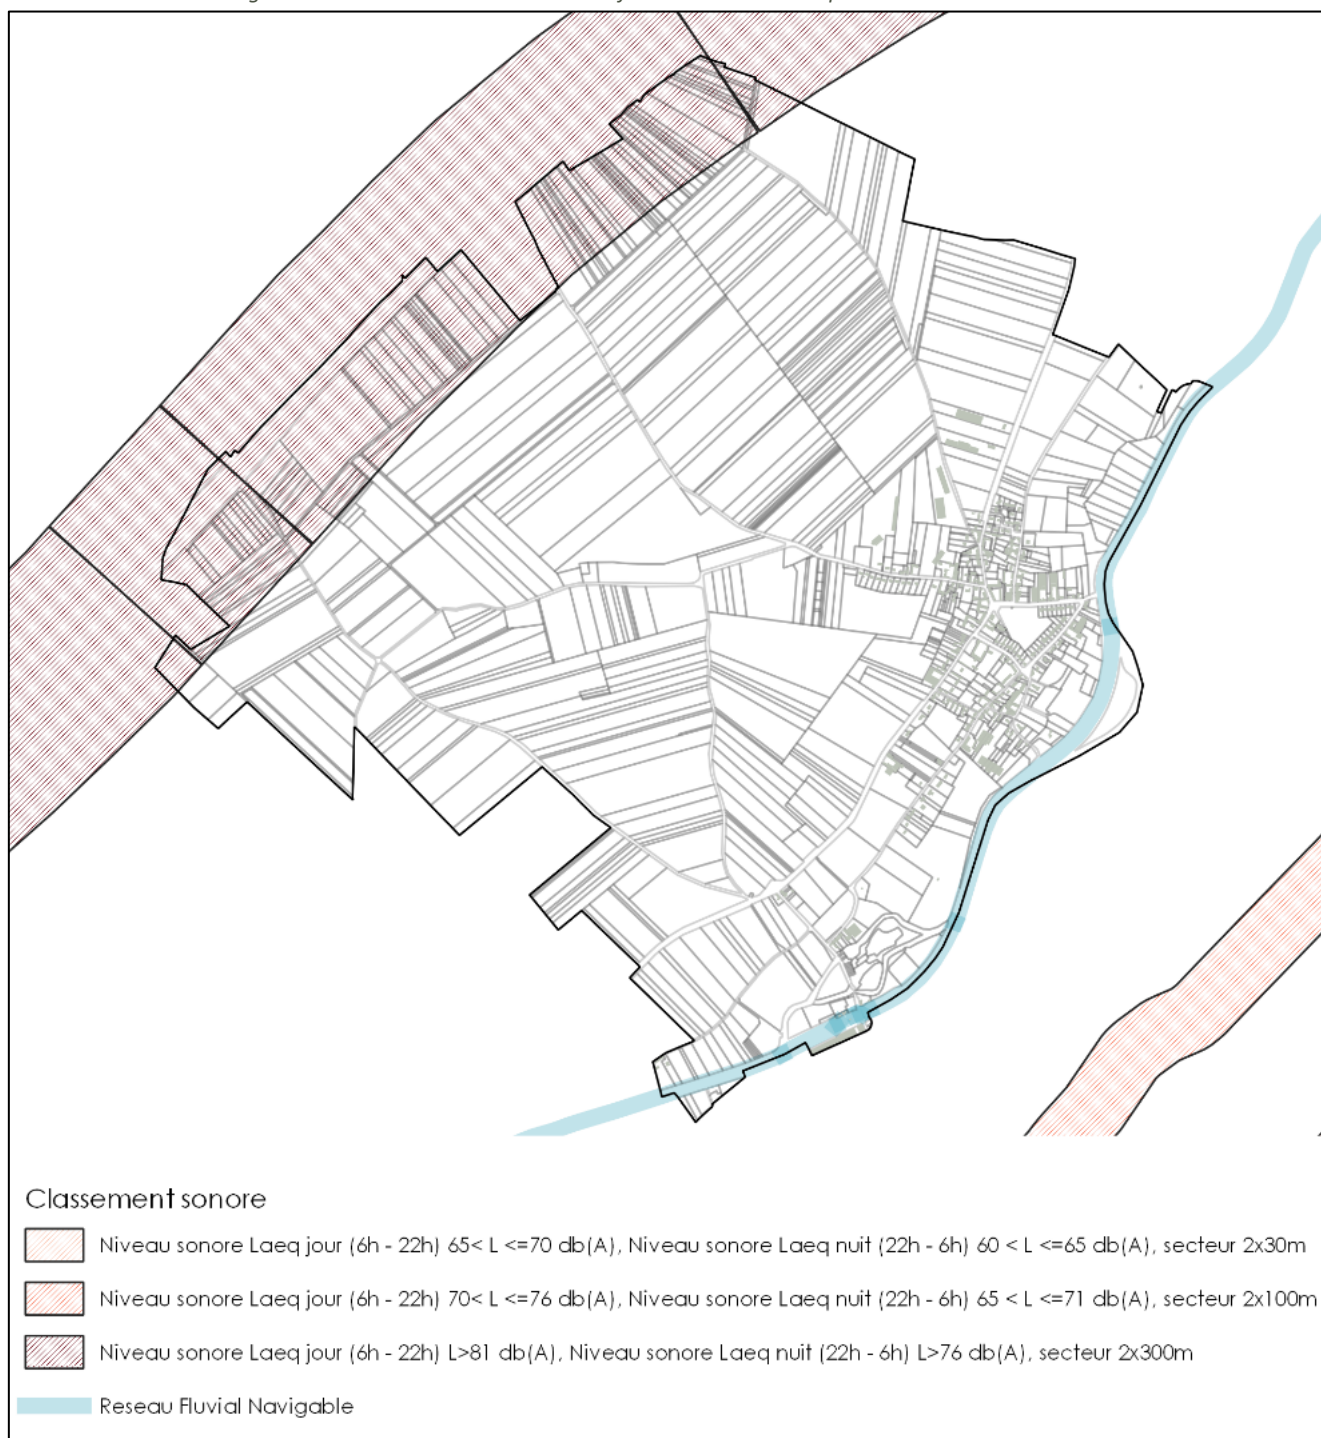 Classement sonore
Niveau sonore Laeq jour (6h - 22h) 65< L <=70 db(A), Niveau sonore Laeq nuit (22h - 6h) 60 < L <=65 db(A), secteur 2x30m
Niveau sonore Laeq jour (6h - 22h) 70< L <=76 db(A), Niveau sonore Laeq nuit (22h - 6h) 65 < L <=71 db(A), secteur 2x100m
Niveau sonore Laeq jour (6h - 22h) L>81 db(A), Niveau sonore Laeq nuit (22h - 6h) L>76 db(A), secteur 2x300m
Reseau Fluvial Navigable